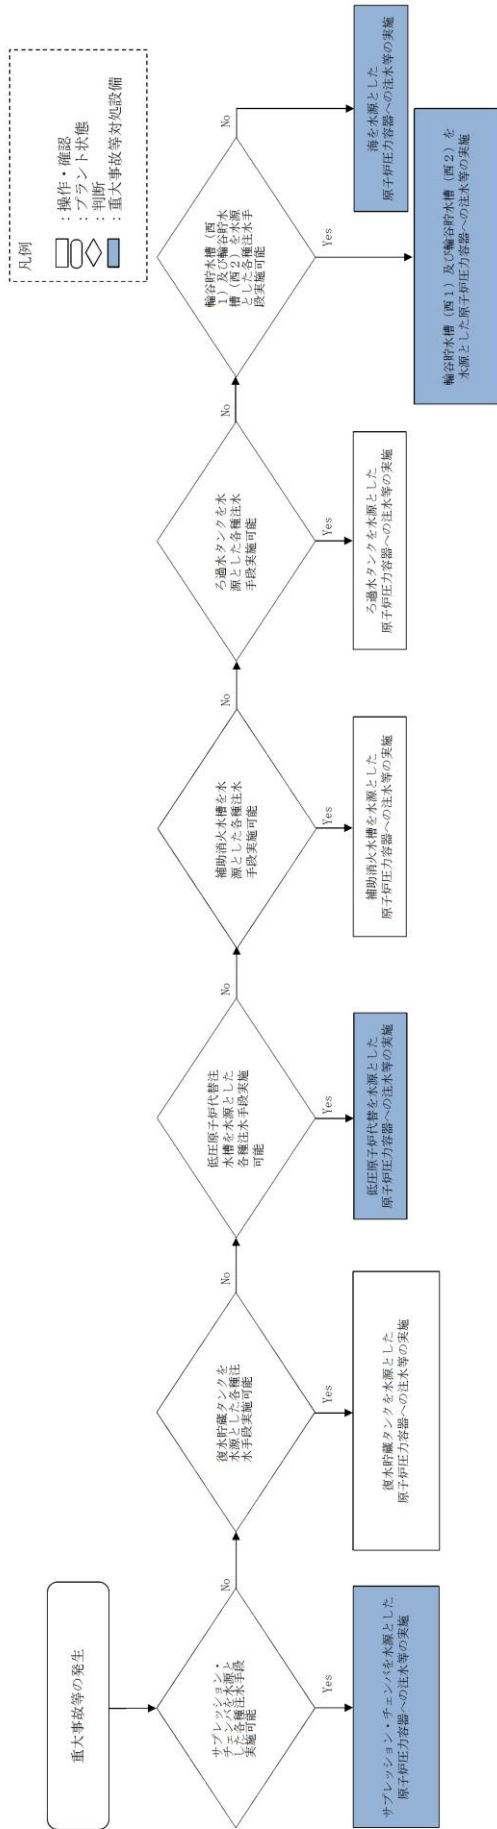 凡例
：操作・確認
：プラント状態
：判断
：重大事故等対処設備
重大事故等の発生
サプレッション・
チェンバを水源と
した各種注水手段
実施可能
No
Yes
サプレッション・チェンバを水源とした
原子炉圧力容器への注水等の実施
復水貯蔵タンクを
水源とした各種注
水手段実施可能
No
Yes
復水貯蔵タンクを水源とした
原子炉圧力容器への注水等の実施
低圧原子炉代替注
水槽を水源とした
各種注水手段実施
可能
No
Yes
低圧原子炉代替を水源とした
原子炉圧力容器への注水等の実施
補助消火水槽を水
源とした各種注水
手段実施可能
No
Yes
補助消火水槽を水源とした
原子炉圧力容器への注水等の実施
ろ過水タンクを水
源とした各種注水
手段実施可能
No
Yes
ろ過水タンクを水源とした
原子炉圧力容器への注水等の実施
輪谷貯水槽（西
１）及び輪谷貯水
槽（西２）を水源
とした各種注水手
段実施可能
No
Yes
輪谷貯水槽（西１）及び輪谷貯水槽（西２）を
水源とした原子炉圧力容器への注水等の実施
海を水源とした
原子炉圧力容器への注水等の実施